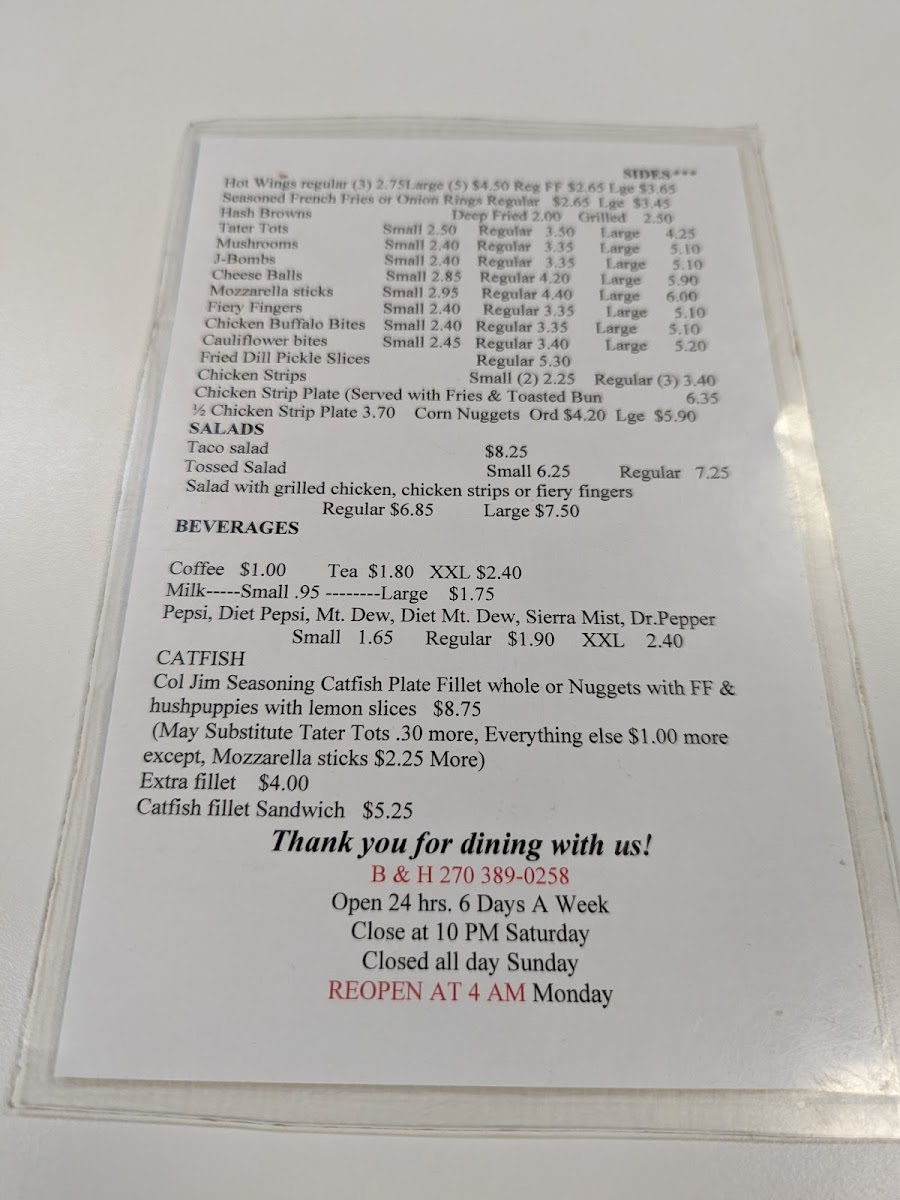 SIDES***
Hot Wings regular (3) 2.75Large (5) $4.50 Reg FF $2.65 Lge $3.65
Seasoned French Fries or Onion Rings Regular $2.65 Lge $3.45
Hash Browns Deep Fried 2.00 Grilled 2.50
Tater Tots Small 2.50 Regular 3.50 Large 4.25
Mushrooms Small 2.40 Regular 3.35 Large 5.10
J-Bombs Small 2.40 Regular 3.35 Large 5.10
Cheese Balls Small 2.85 Regular 4.20 Large 5.90
Mozzarella sticks Small 2.95 Regular 4.40 Large 6.00
Fiery Fingers Small 2.40 Regular 3.35 Large 5.10
Chicken Buffalo Bites Small 2.40 Regular 3.35 Large 5.10
Cauliflower bites Small 2.45 Regular 3.40 Large 5.20
Fried Dill Pickle Slices Regular 5.30
Chicken Strips Small (2) 2.25 Regular (3) 3.40
Chicken Strip Plate (Served with Fries & Toasted Bun 6.35
½ Chicken Strip Plate 3.70 Corn Nuggets Ord $4.20 Lge $5.90
SALADS
Taco salad $8.25
Tossed Salad Small 6.25 Regular 7.25
Salad with grilled chicken, chicken strips or fiery fingers
Regular $6.85 Large $7.50
BEVERAGES
Coffee $1.00 Tea $1.80 XXL $2.40
Milk-----Small .95 --------Large $1.75
Pepsi, Diet Pepsi, Mt. Dew, Diet Mt. Dew, Sierra Mist, Dr.Pepper
Small 1.65 Regular $1.90 XXL 2.40
CATFISH
Col Jim Seasoning Catfish Plate Fillet whole or Nuggets with FF &
hushpuppies with lemon slices $8.75
(May Substitute Tater Tots .30 more, Everything else $1.00 more
except, Mozzarella sticks $2.25 More)
Extra fillet $4.00
Catfish fillet Sandwich $5.25
Thank you for dining with us!
B & H 270 389-0258
Open 24 hrs. 6 Days A Week
Close at 10 PM Saturday
Closed all day Sunday
REOPEN AT 4 AM Monday